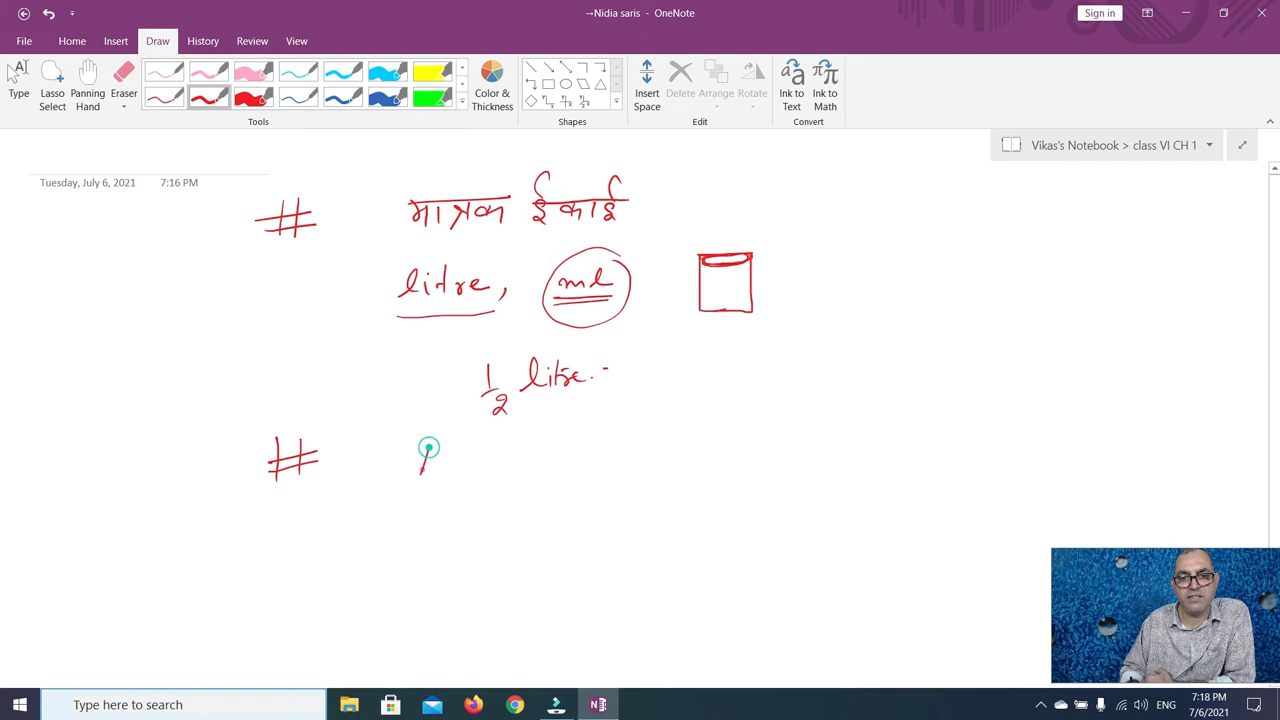 →Nidia saris - OneNote
Sign in
File Home Insert Draw History Review View
Type
Lasso Select
Panning Hand
Eraser
Color & Thickness
Insert Space
Delete
Arrange
Rotate
Ink to Text
Ink to Math
Tools
Shapes
Edit
Convert
Vikas's Notebook > class VI CH 1
Tuesday, July 6, 2021 7:16 PM
# मात्रक ईकाई
litre, ml
1/2 litre.
#
Type here to search
ENG
7:18 PM
7/6/2021